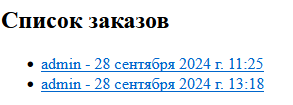 Список заказов
admin - 28 сентября 2024 г. 11:25
admin - 28 сентября 2024 г. 13:18